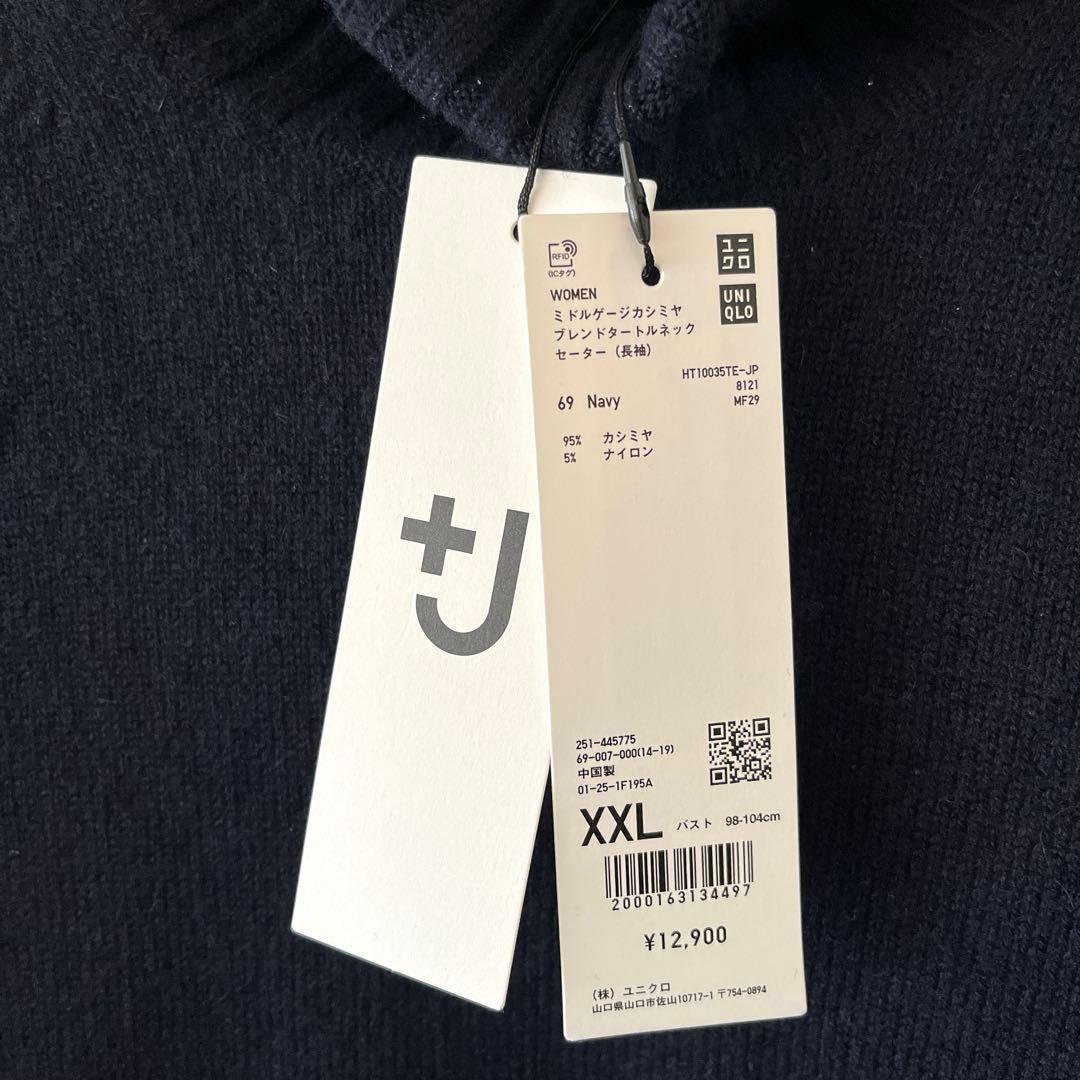 +J
RFID
(ICタグ)
ユニ
クロ
UNI
QLO
WOMEN
ミドルゲージカシミヤ
ブレンドタートルネック
セーター（長袖）
HT10035TE-JP
8121
MF29
69 Navy
95% カシミヤ
5% ナイロン
251-445775
69-007-000(14-19)
中国製
01-25-1F195A
XXL バスト 98-104cm
2000163134497
¥12,900
（株）ユニクロ
山口県山口市佐山10717-1 〒754-0894